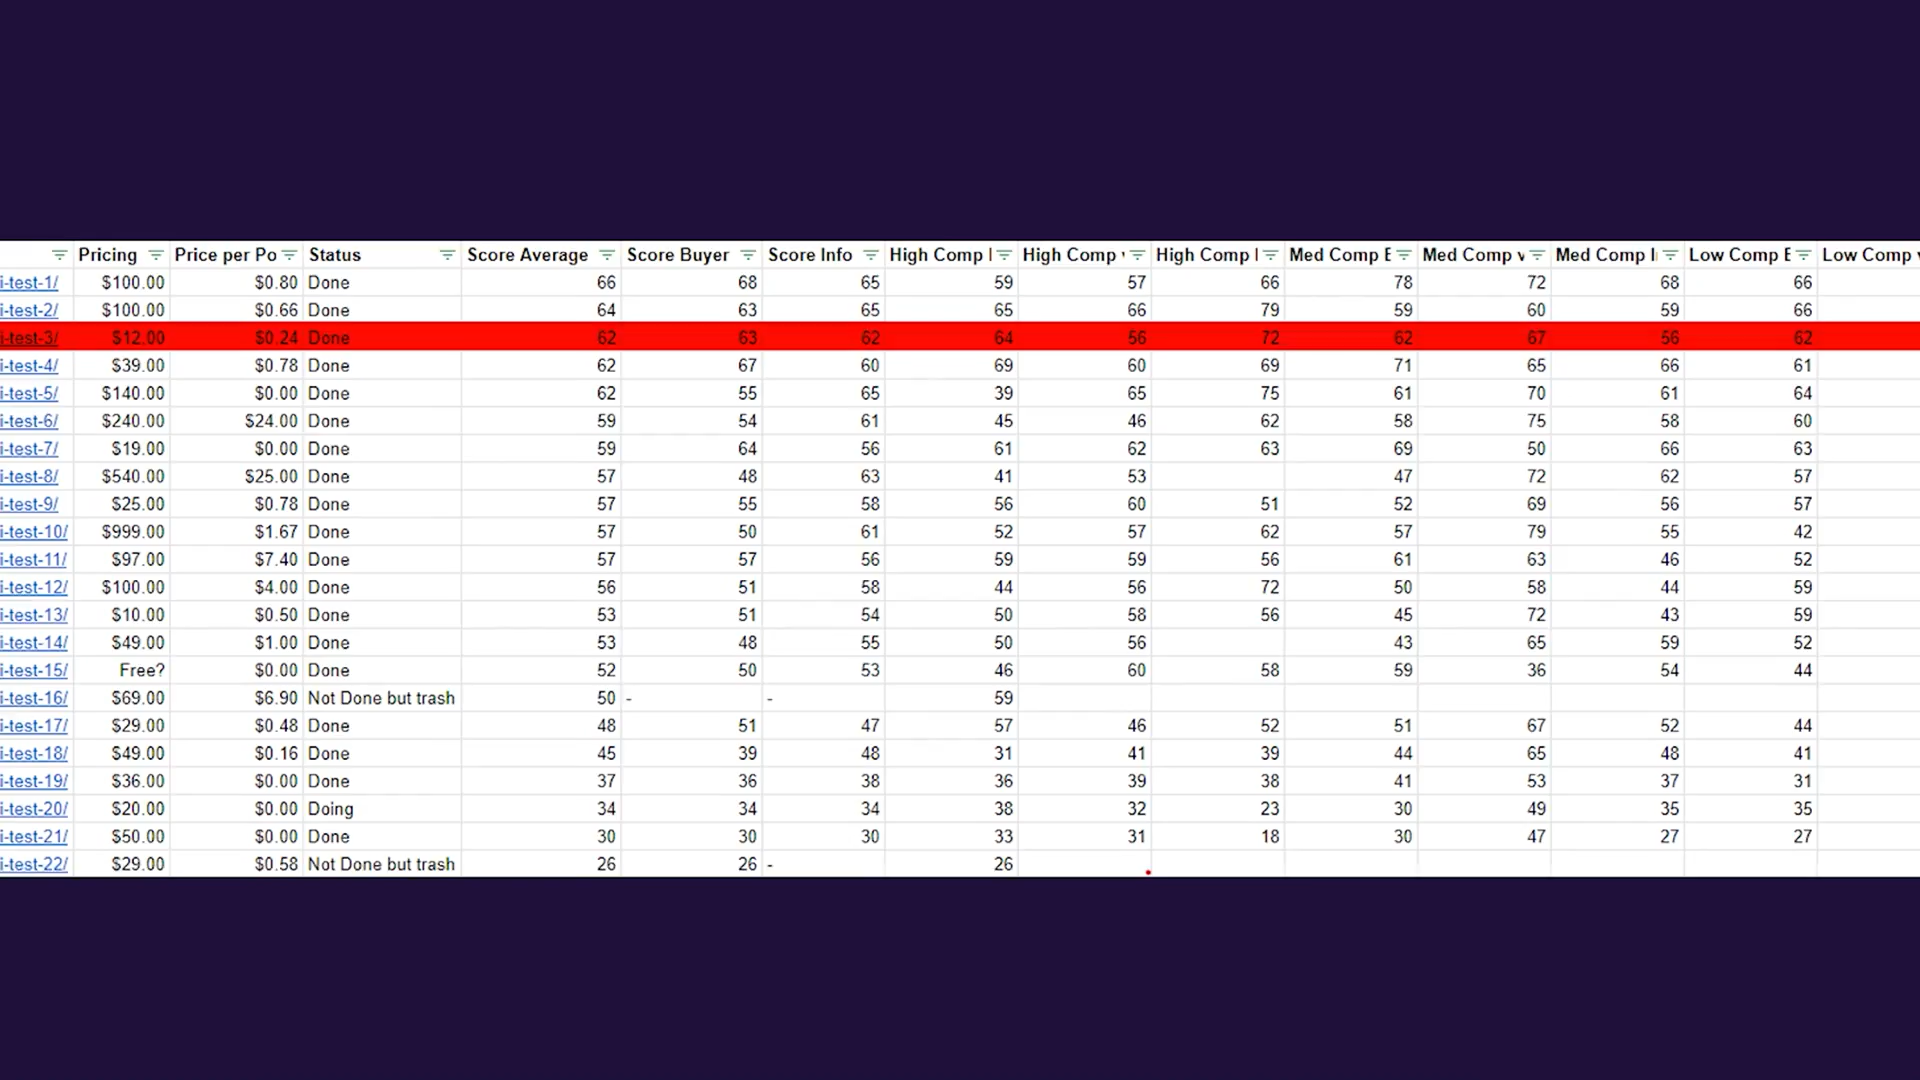 Pricing Price per Po Status Score Average Score Buyer Score Info High Comp High Comp High Comp Med Comp E Med Comp v Med Comp Low Comp E Low Comp
i-test-1/ $100.00 $0.80 Done 66 68 65 59 57 66 78 72 68 66
i-test-2/ $100.00 $0.66 Done 64 63 65 65 66 79 59 60 59 66
i-test-3/ $12.00 $0.24 Done 62 63 62 64 56 72 62 67 56 62
i-test-4/ $39.00 $0.78 Done 62 67 60 69 60 69 71 65 66 61
i-test-5/ $140.00 $0.00 Done 62 55 65 39 65 75 61 70 61 64
i-test-6/ $240.00 $24.00 Done 59 54 61 45 46 62 58 75 58 60
i-test-7/ $19.00 $0.00 Done 59 64 56 61 62 63 69 50 66 63
i-test-8/ $540.00 $25.00 Done 57 48 63 41 53 47 72 62 57
i-test-9/ $25.00 $0.78 Done 57 55 58 56 60 51 52 69 56 57
i-test-10/ $999.00 $1.67 Done 57 50 61 52 57 62 57 79 55 42
i-test-11/ $97.00 $7.40 Done 57 57 56 59 59 56 61 63 46 52
i-test-12/ $100.00 $4.00 Done 56 51 58 44 56 72 50 58 44 59
i-test-13/ $10.00 $0.50 Done 53 51 54 50 58 56 45 72 43 59
i-test-14/ $49.00 $1.00 Done 53 48 55 50 56 43 65 59 52
i-test-15/ Free? $0.00 Done 52 50 53 46 60 58 59 36 54 44
i-test-16/ $69.00 $6.90 Not Done but trash 50 - - 59
i-test-17/ $29.00 $0.48 Done 48 51 47 57 46 52 51 67 52 44
i-test-18/ $49.00 $0.16 Done 45 39 48 31 41 39 44 65 48 41
i-test-19/ $36.00 $0.00 Done 37 36 38 36 39 38 41 53 37 31
i-test-20/ $20.00 $0.00 Doing 34 34 34 38 32 23 30 49 35 35
i-test-21/ $50.00 $0.00 Done 30 30 30 33 31 18 30 47 27 27
i-test-22/ $29.00 $0.58 Not Done but trash 26 26 - 26